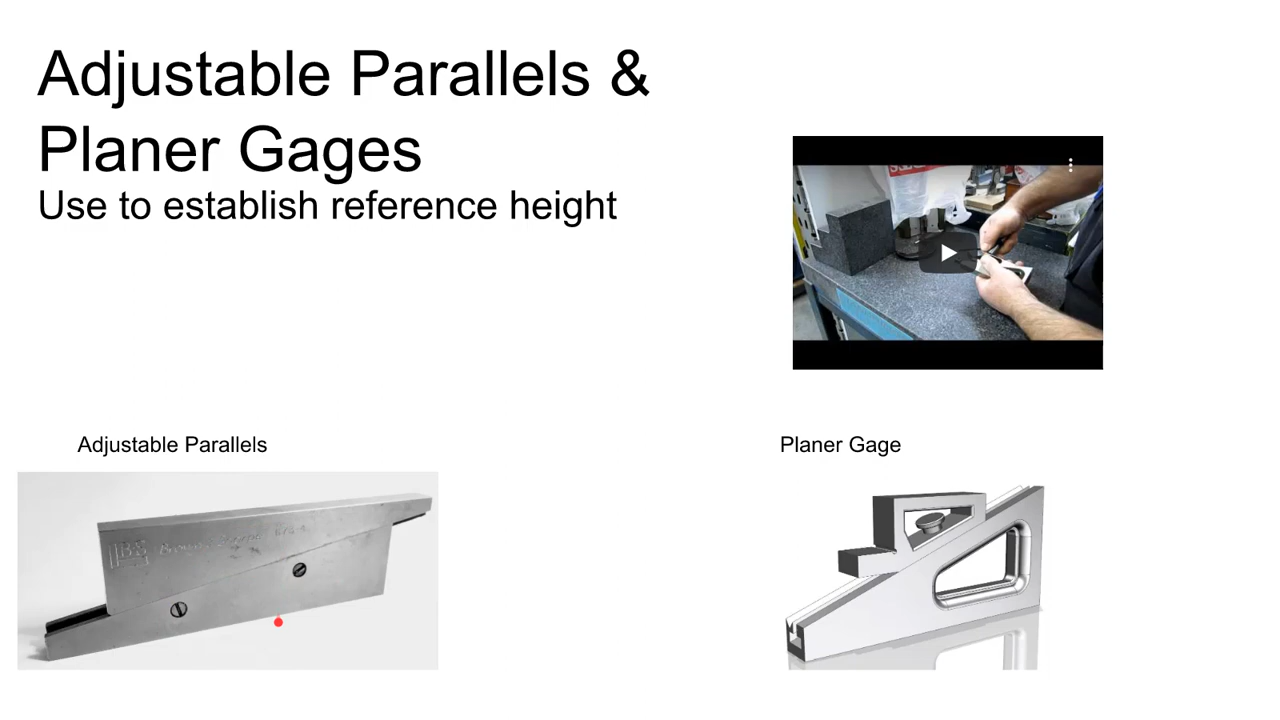 Adjustable Parallels &
Planer Gages
Use to establish reference height
Adjustable Parallels
Planer Gage
B&S